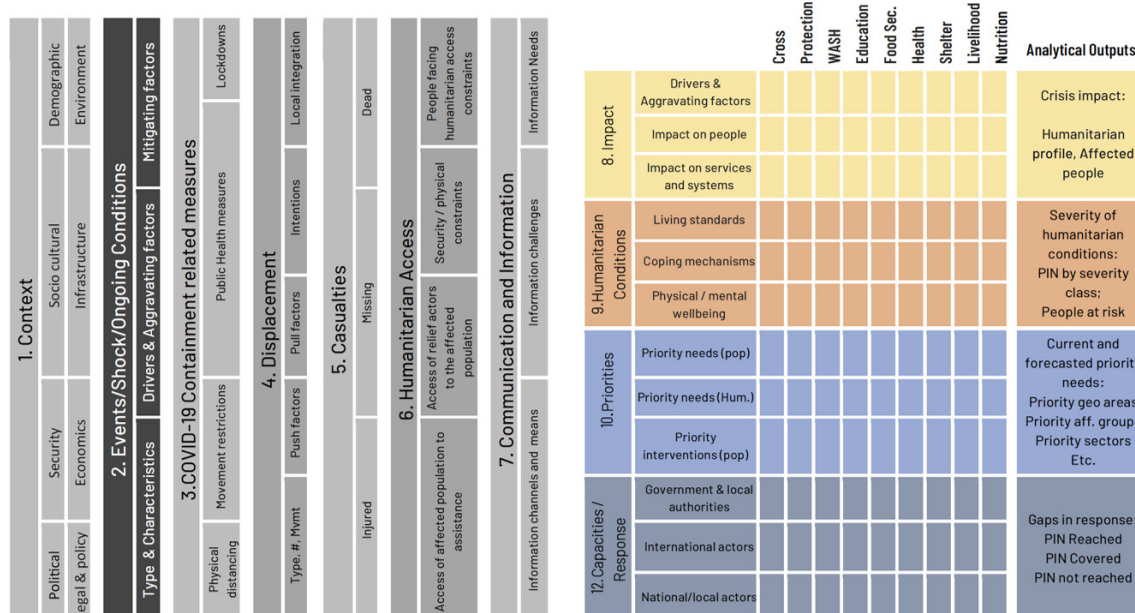 1. Context
Political
Security
Socio cultural
Demographic
egal & policy
Economics
Infrastructure
Environment
2. Events/Shock/Ongoing Conditions
Type & Characteristics
Drivers & Aggravating factors
Mitigating factors
3.COVID-19 Containment related measures
Physical
distancing
Movement restrictions
Public Health measures
Lockdowns
4. Displacement
Type, #, Mvmt
Push factors
Pull factors
Intentions
Local integration
5. Casualties
Injured
Missing
Dead
6. Humanitarian Access
Access of affected population to
assistance
Access of relief actors
to the affected
population
Security / physical
constraints
People facing
humanitarian access
constraints
7. Communication and Information
Information channels and means
Information challenges
Information Needs
Cross
Protection
WASH
Education
Food Sec.
Health
Shelter
Livelihood
Nutrition
Analytical Outputs
8. Impact
Drivers &
Aggravating factors
Impact on people
Impact on services
and systems
Crisis impact:
Humanitarian
profile, Affected
people
9.Humanitarian
Conditions
Living standards
Coping mechanisms
Physical / mental
wellbeing
Severity of
humanitarian
conditions:
PIN by severity
class;
People at risk
10.Priorities
Priority needs (pop)
Priority needs (Hum.)
Priority
interventions (pop)
Current and
forecasted priorit
needs:
Priority geo areas
Priority aff. group
Priority sectors
Etc.
12.Capacities /
Response
Government & local
authorities
International actors
National/local actors
Gaps in response:
PIN Reached
PIN Covered
PIN not reached